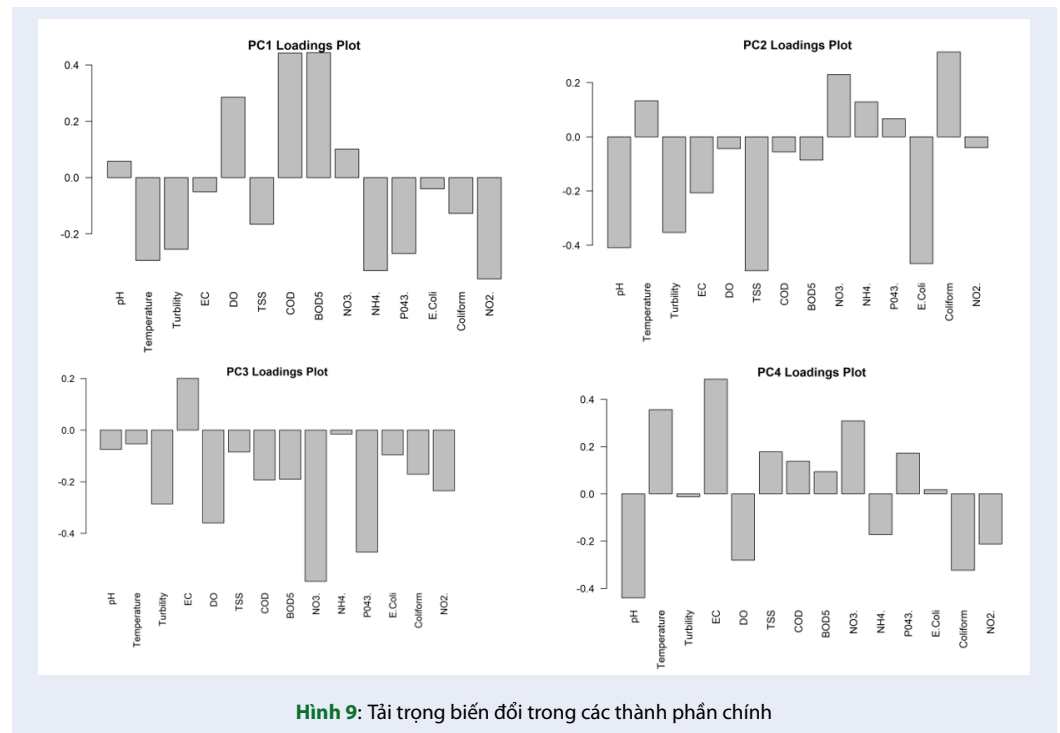 PC1 Loadings Plot
0.4
0.2
0.0
-0.2
pH
Temperature
Turbility
EC
DO
TSS
COD
BOD5
NO3.
NH4.
P043.
E.Coli
Coliform
NO2.
PC2 Loadings Plot
0.2
0.0
-0.2
-0.4
pH
Temperature
Turbility
EC
DO
TSS
COD
BOD5
NO3.
NH4.
P043.
E.Coli
Coliform
NO2.
PC3 Loadings Plot
0.2
0.0
-0.2
-0.4
pH
Temperature
Turbility
EC
DO
TSS
COD
BOD5
NO3.
NH4.
P043.
E.Coli
Coliform
NO2.
PC4 Loadings Plot
0.4
0.2
0.0
-0.2
-0.4
pH
Temperature
Turbility
EC
DO
TSS
COD
BOD5
NO3.
NH4.
P043.
E.Coli
Coliform
NO2.
Hình 9: Tải trọng biến đổi trong các thành phần chính